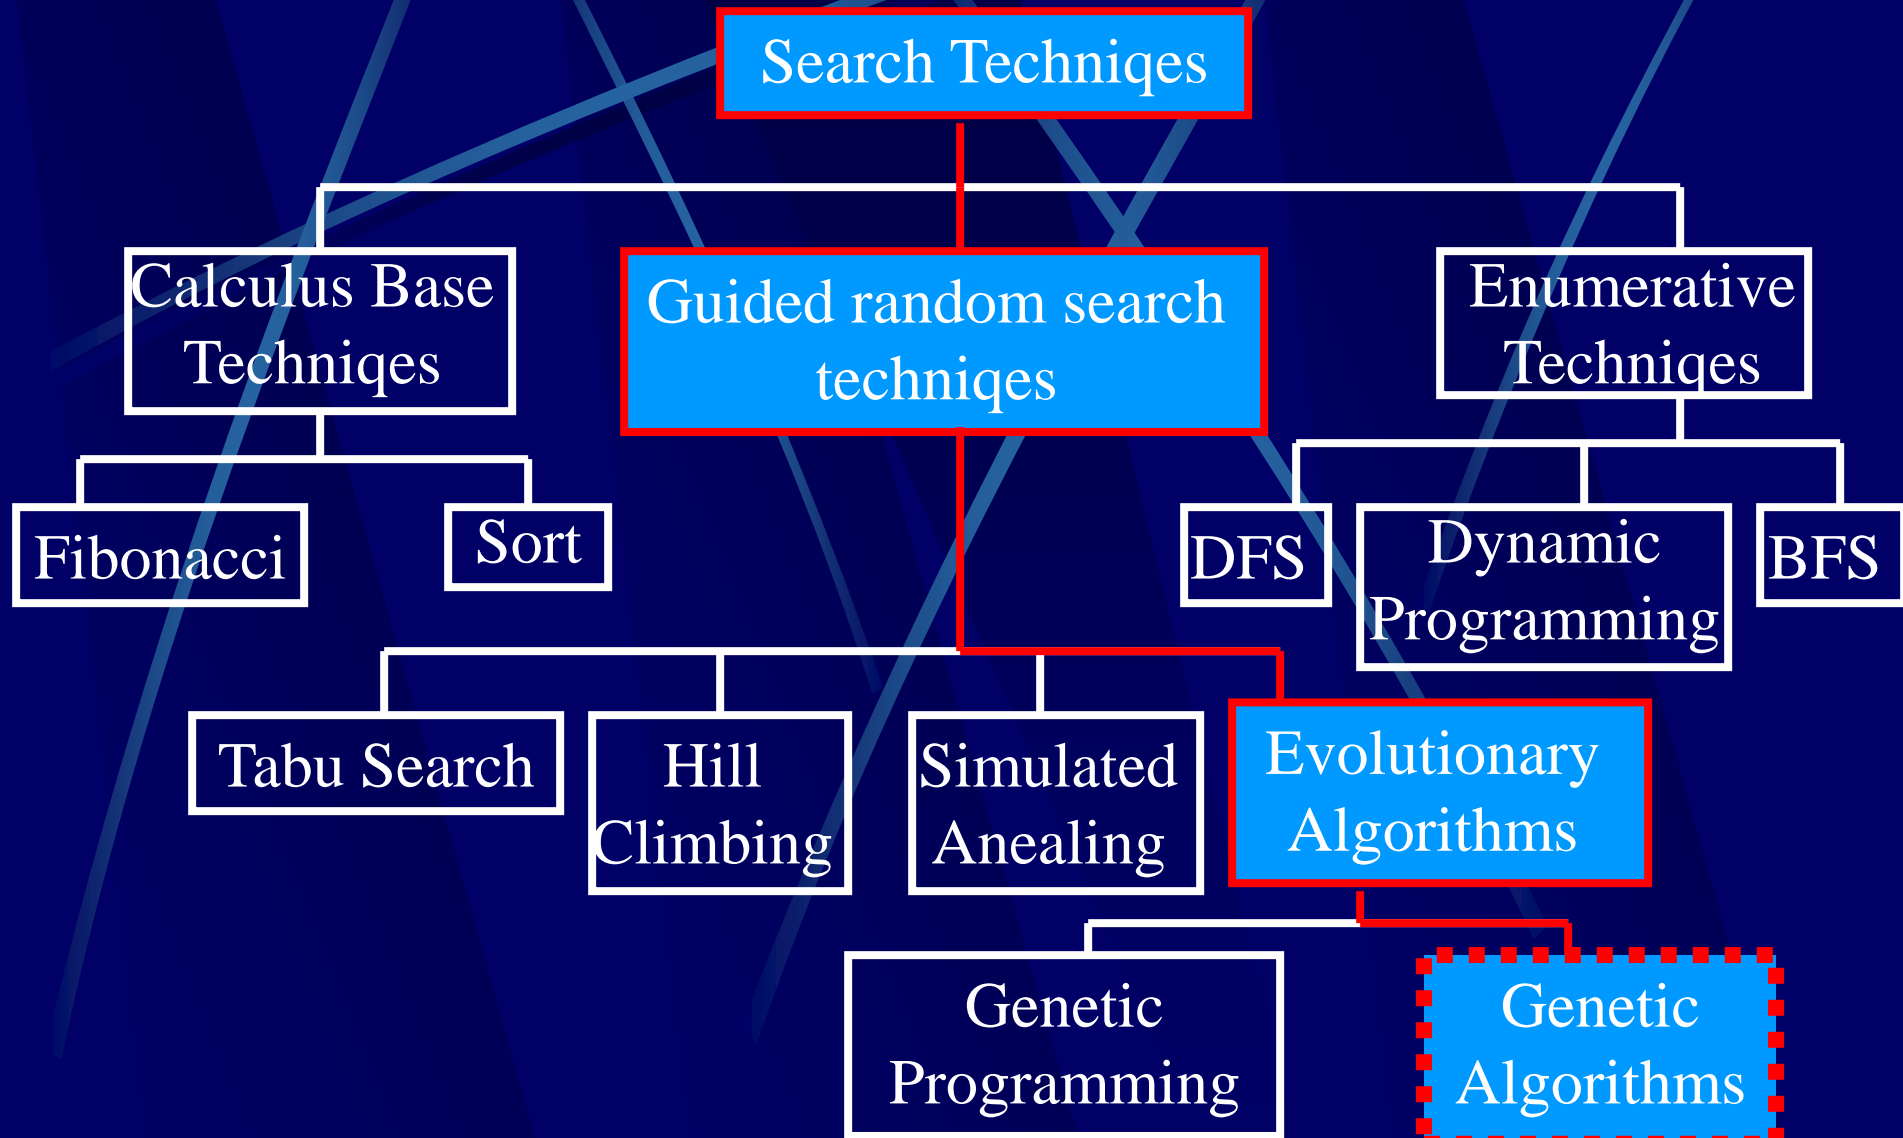 Search Techniqes
Calculus Base
Techniqes
Guided random search
techniqes
Enumerative
Techniqes
Fibonacci
Sort
DFS
Dynamic
Programming
BFS
Tabu Search
Hill
Climbing
Simulated
Anealing
Evolutionary
Algorithms
Genetic
Programming
Genetic
Algorithms